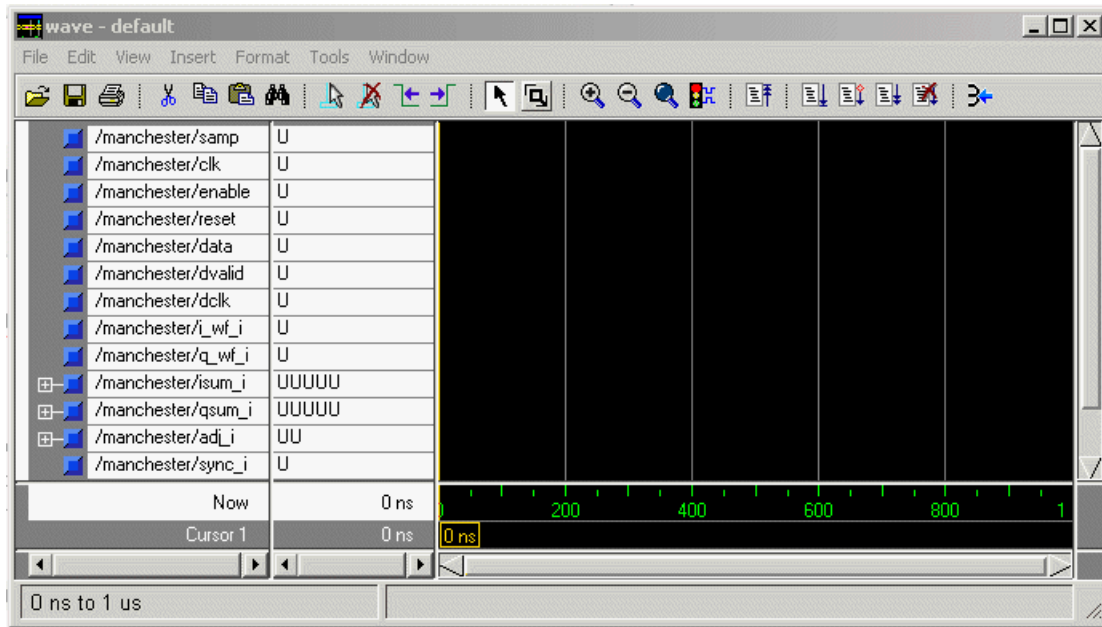 wave - default
File Edit View Insert Format Tools Window
/manchester/samp U
/manchester/clk U
/manchester/enable U
/manchester/reset U
/manchester/data U
/manchester/dvalid U
/manchester/dclk U
/manchester/i_wf_i U
/manchester/q_wf_i U
/manchester/isum_i UUUUU
/manchester/qsum_i UUUUU
/manchester/adj_i UU
/manchester/sync_i U
Now 0 ns
200 400 600 800 1
Cursor 1 0 ns 0 ns
0 ns to 1 us